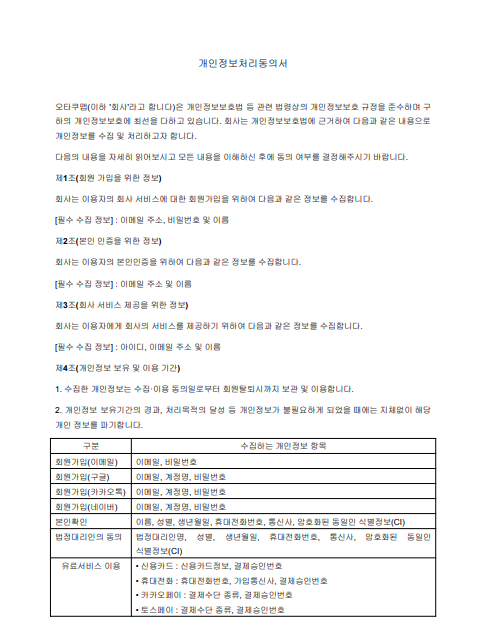 개인정보처리동의서
오타쿠맵(이하 '회사'라고 합니다)은 개인정보보호법 등 관련 법령상의 개인정보보호 규정을 준수하며 구
하의 개인정보보호에 최선을 다하고 있습니다. 회사는 개인정보보호법에 근거하여 다음과 같은 내용으로
개인정보를 수집 및 처리하고자 합니다.
다음의 내용을 자세히 읽어보시고 모든 내용을 이해하신 후에 동의 여부를 결정해주시기 바랍니다.
제1조(회원 가입을 위한 정보)
회사는 이용자의 회사 서비스에 대한 회원가입을 위하여 다음과 같은 정보를 수집합니다.
[필수 수집 정보] : 이메일 주소, 비밀번호 및 이름
제2조(본인 인증을 위한 정보)
회사는 이용자의 본인인증을 위하여 다음과 같은 정보를 수집합니다.
[필수 수집 정보] : 이메일 주소 및 이름
제3조(회사 서비스 제공을 위한 정보)
회사는 이용자에게 회사의 서비스를 제공하기 위하여 다음과 같은 정보를 수집합니다.
[필수 수집 정보] : 아이디, 이메일 주소 및 이름
제4조(개인정보 보유 및 이용 기간)
1. 수집한 개인정보는 수집·이용 동의일로부터 회원탈퇴시까지 보관 및 이용합니다.
2. 개인정보 보유기간의 경과, 처리목적의 달성 등 개인정보가 불필요하게 되었을 때에는 지체없이 해당
개인 정보를 파기합니다.
구분 수집하는 개인정보 항목
회원가입(이메일) 이메일, 비밀번호
회원가입(구글) 이메일, 계정명, 비밀번호
회원가입(카카오톡) 이메일, 계정명, 비밀번호
회원가입(네이버) 이메일, 계정명, 비밀번호
본인확인 이름, 성별, 생년월일, 휴대전화번호, 통신사, 암호화된 동일인 식별정보(CI)
법정대리인의 동의 법정대리인명, 성별, 생년월일, 휴대전화번호, 통신사, 암호화된 동일인
식별정보(CI)
유료서비스 이용 • 신용카드 : 신용카드정보, 결제승인번호
• 휴대전화 : 휴대전화번호, 가입통신사, 결제승인번호
• 카카오페이 : 결제수단 종류, 결제승인번호
• 토스페이 : 결제수단 종류, 결제승인번호